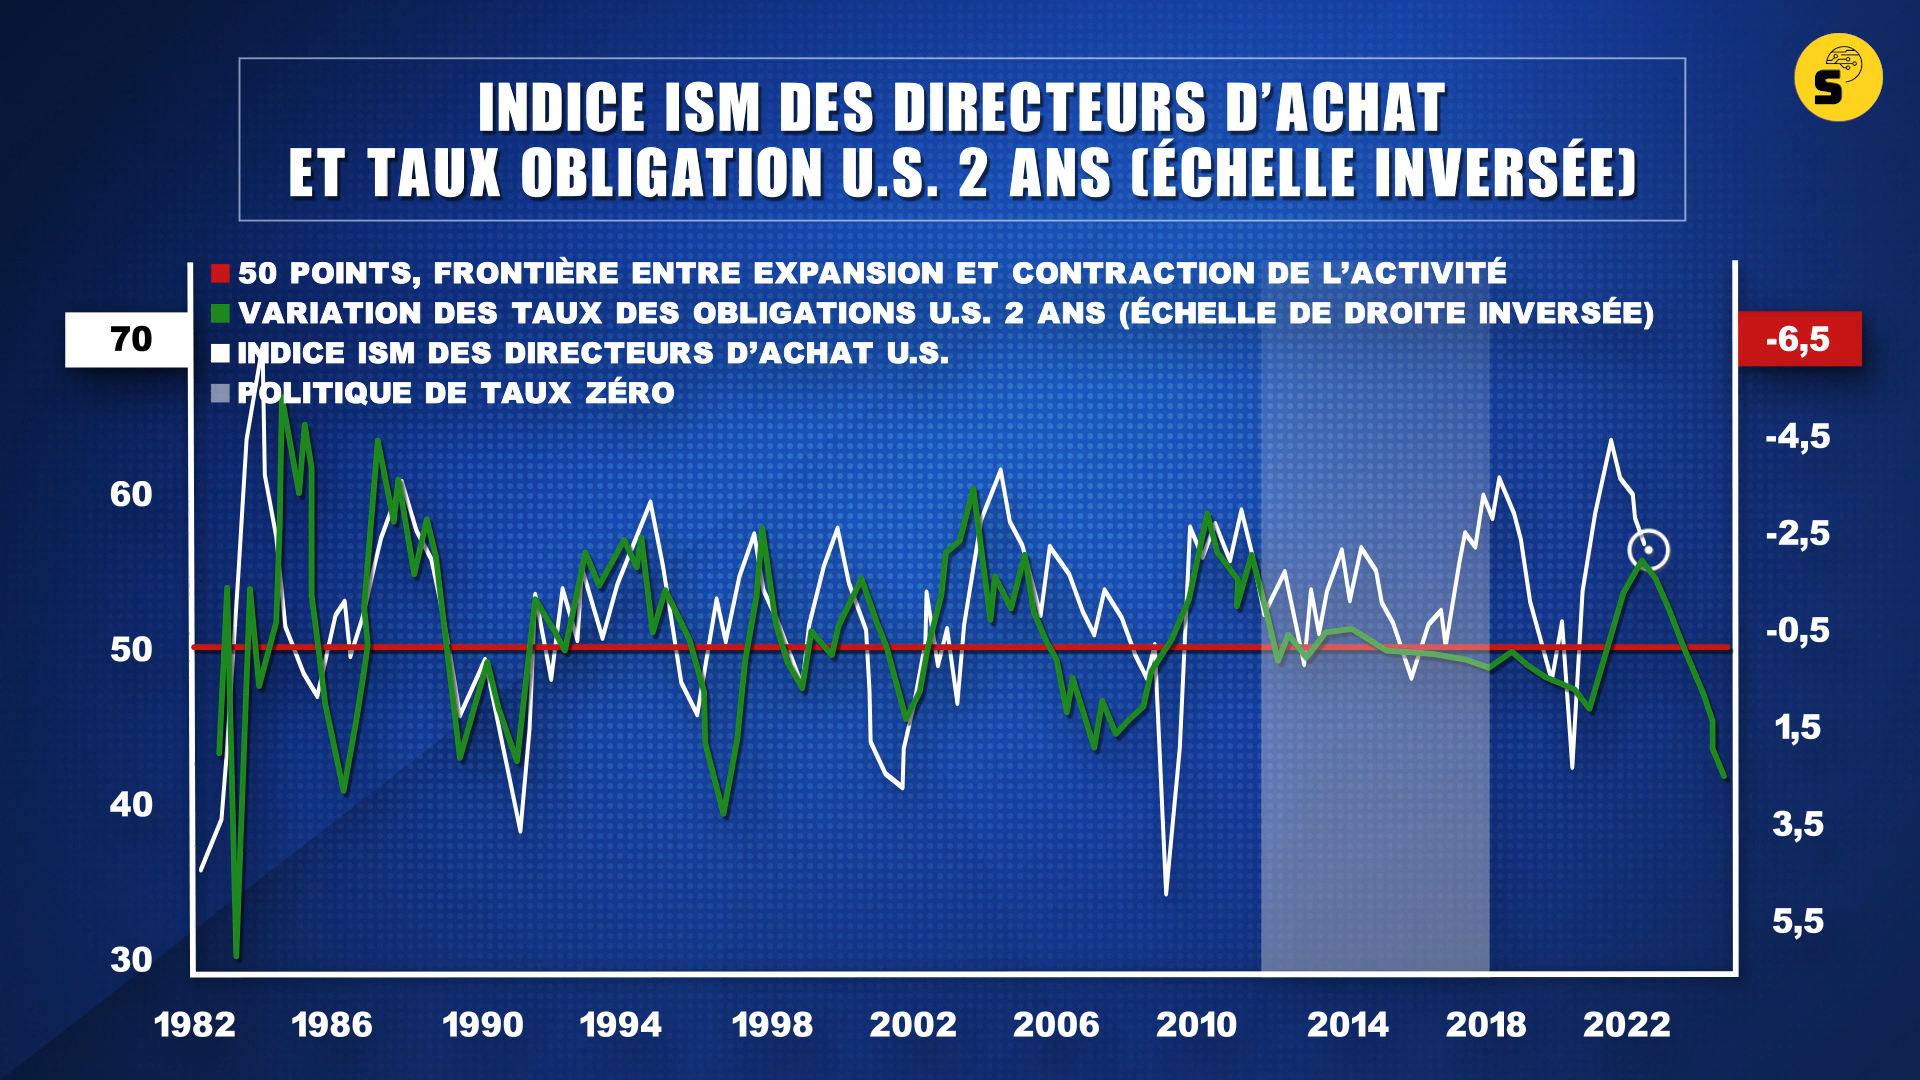 INDICE ISM DES DIRECTEURS D'ACHAT
ET TAUX OBLIGATION U.S. 2 ANS (ÉCHELLE INVERSÉE)
S
50 POINTS, FRONTIÈRE ENTRE EXPANSION ET CONTRACTION DE L'ACTIVITÉ
VARIATION DES TAUX DES OBLIGATIONS U.S. 2 ANS (ÉCHELLE DE DROITE INVERSÉE)
INDICE ISM DES DIRECTEURS D'ACHAT U.S.
POLITIQUE DE TAUX ZÉRO
70
60
50
40
30
-6,5
-4,5
-2,5
-0,5
1,5
3,5
5,5
1982 1986 1990 1994 1998 2002 2006 2010 2014 2018 2022